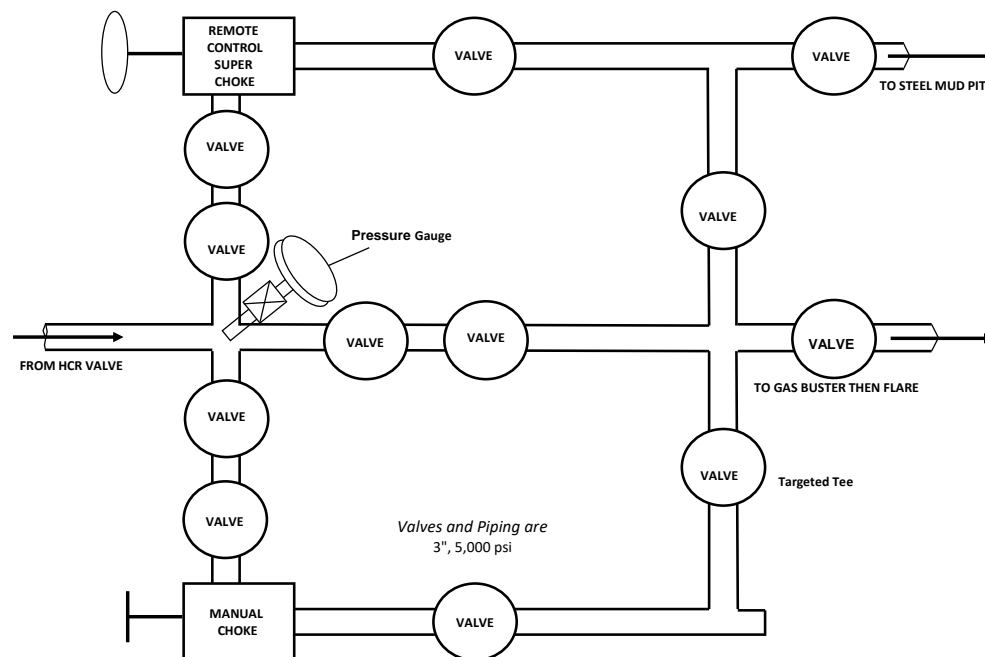 REMOTE
CONTROL
SUPER
CHOKE
VALVE
VALVE
TO STEEL MUD PIT
VALVE
VALVE
VALVE
Pressure Gauge
FROM HCR VALVE
VALVE
VALVE
VALVE
TO GAS BUSTER THEN FLARE
VALVE
VALVE
Targeted Tee
VALVE
Valves and Piping are
3", 5,000 psi
MANUAL
CHOKE
VALVE